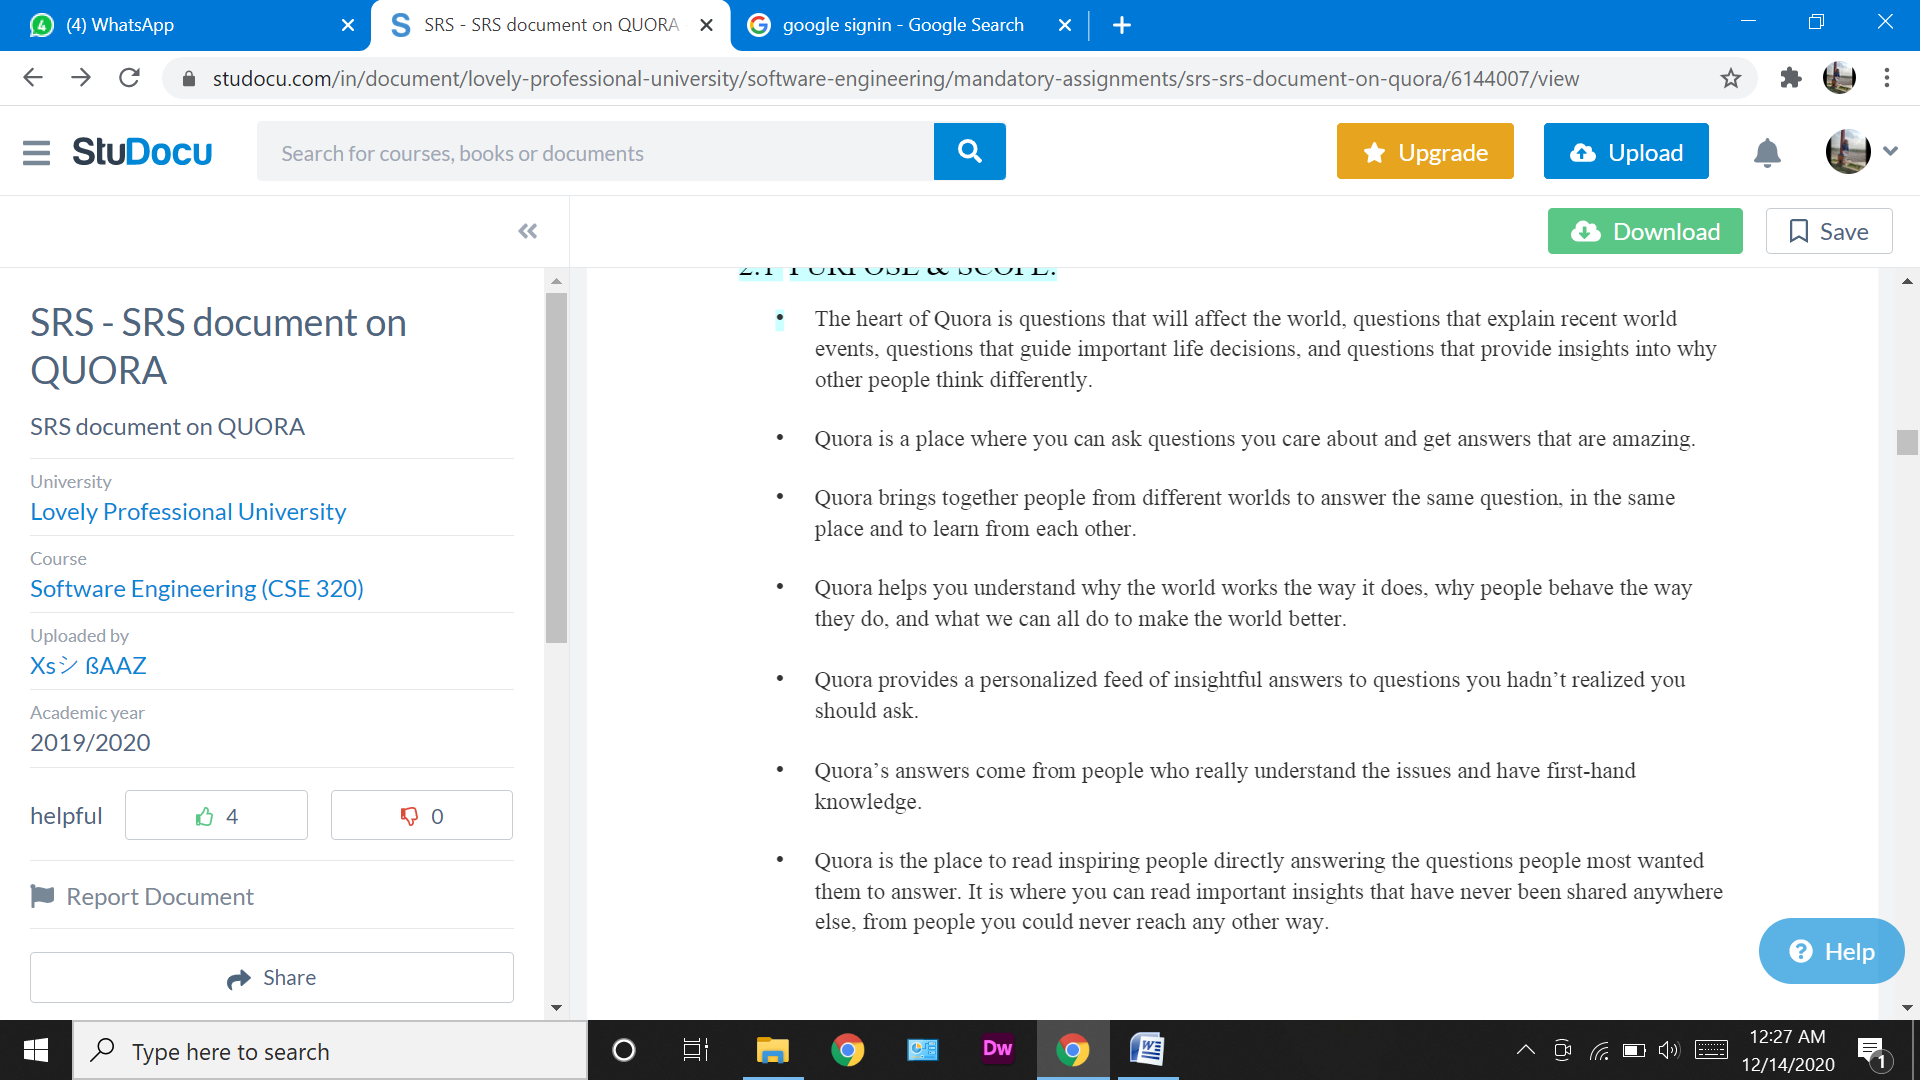 (4) WhatsApp
SRS - SRS document on QUORA
google signin - Google Search
studocu.com/in/document/lovely-professional-university/software-engineering/mandatory-assignments/srs-srs-document-on-quora/6144007/view
StuDocu
Search for courses, books or documents
Upgrade
Upload
Download
Save
SRS - SRS document on
QUORA
SRS document on QUORA
University
Lovely Professional University
Course
Software Engineering (CSE 320)
Uploaded by
Xsシ ßAAZ
Academic year
2019/2020
helpful
4
0
Report Document
Share
2.1 PURPOSE & SCOPE:
• The heart of Quora is questions that will affect the world, questions that explain recent world
events, questions that guide important life decisions, and questions that provide insights into why
other people think differently.
• Quora is a place where you can ask questions you care about and get answers that are amazing.
• Quora brings together people from different worlds to answer the same question, in the same
place and to learn from each other.
• Quora helps you understand why the world works the way it does, why people behave the way
they do, and what we can all do to make the world better.
• Quora provides a personalized feed of insightful answers to questions you hadn’t realized you
should ask.
• Quora’s answers come from people who really understand the issues and have first-hand
knowledge.
• Quora is the place to read inspiring people directly answering the questions people most wanted
them to answer. It is where you can read important insights that have never been shared anywhere
else, from people you could never reach any other way.
Help
Type here to search
Dw
12:27 AM
12/14/2020
1